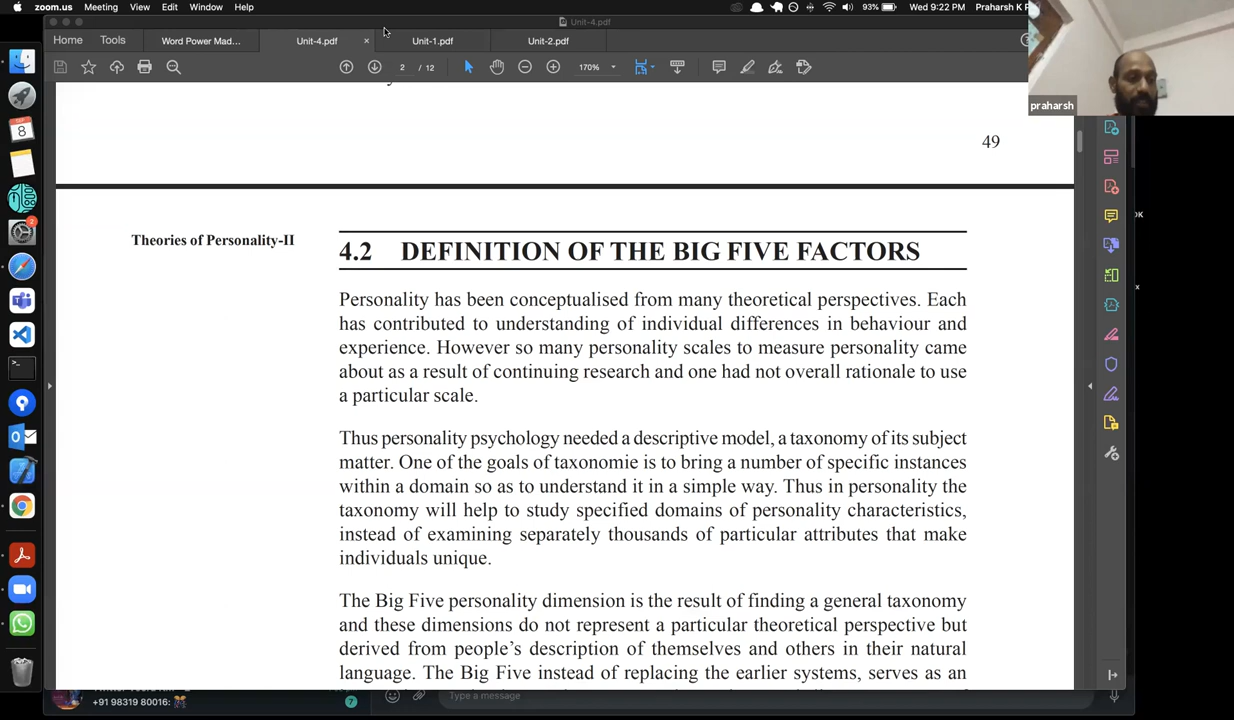 zoom.us Meeting View Edit Window Help 93% Wed 9:22 PM Praharsh K P
Unit-4.pdf
Home Tools Word Power Mad... Unit-4.pdf × Unit-1.pdf Unit-2.pdf
2 / 12 170%
praharsh
49
Theories of Personality-II
4.2 DEFINITION OF THE BIG FIVE FACTORS
Personality has been conceptualised from many theoretical perspectives. Each
has contributed to understanding of individual differences in behaviour and
experience. However so many personality scales to measure personality came
about as a result of continuing research and one had not overall rationale to use
a particular scale.
Thus personality psychology needed a descriptive model, a taxonomy of its subject
matter. One of the goals of taxonomie is to bring a number of specific instances
within a domain so as to understand it in a simple way. Thus in personality the
taxonomy will help to study specified domains of personality characteristics,
instead of examining separately thousands of particular attributes that make
individuals unique.
The Big Five personality dimension is the result of finding a general taxonomy
and these dimensions do not represent a particular theoretical perspective but
derived from people's description of themselves and others in their natural
language. The Big Five instead of replacing the earlier systems, serves as an
+91 98319 80016:
7
Type a message
SEP
8
2
OK
x